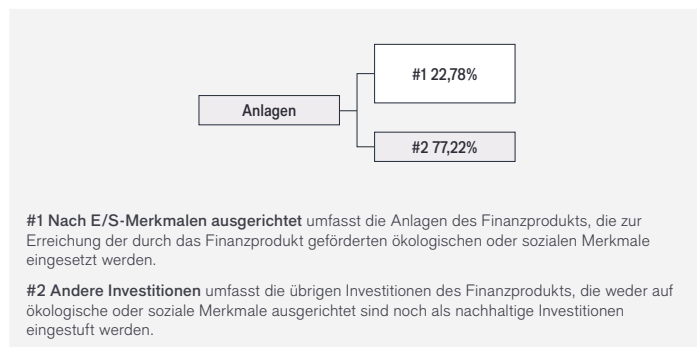 #1 22,78%
Anlagen
#2 77,22%
#1 Nach E/S-Merkmalen ausgerichtet umfasst die Anlagen des Finanzprodukts, die zur
Erreichung der durch das Finanzprodukt geförderten ökologischen oder sozialen Merkmale
eingesetzt werden.
#2 Andere Investitionen umfasst die übrigen Investitionen des Finanzprodukts, die weder auf
ökologische oder soziale Merkmale ausgerichtet sind noch als nachhaltige Investitionen
eingestuft werden.